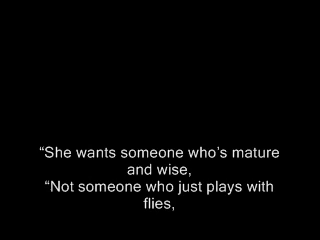 “She wants someone who’s mature
and wise,
“Not someone who just plays with
flies,